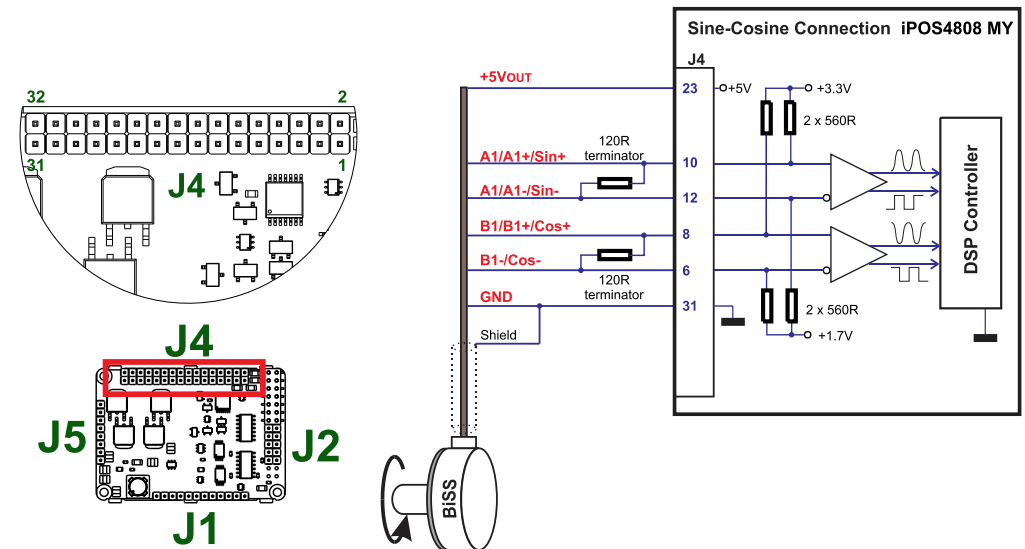 32
2
31
1
J4
J4
J5
J2
J1
Sine-Cosine Connection iPOS4808 MY
J4
+5VOUT
23
+5V
+3.3V
2 x 560R
120R
terminator
A1/A1+/Sin+
10
A1/A1-/Sin-
12
B1/B1+/Cos+
8
B1-/Cos-
6
120R
terminator
GND
31
2 x 560R
+1.7V
Shield
DSP Controller
BiSS